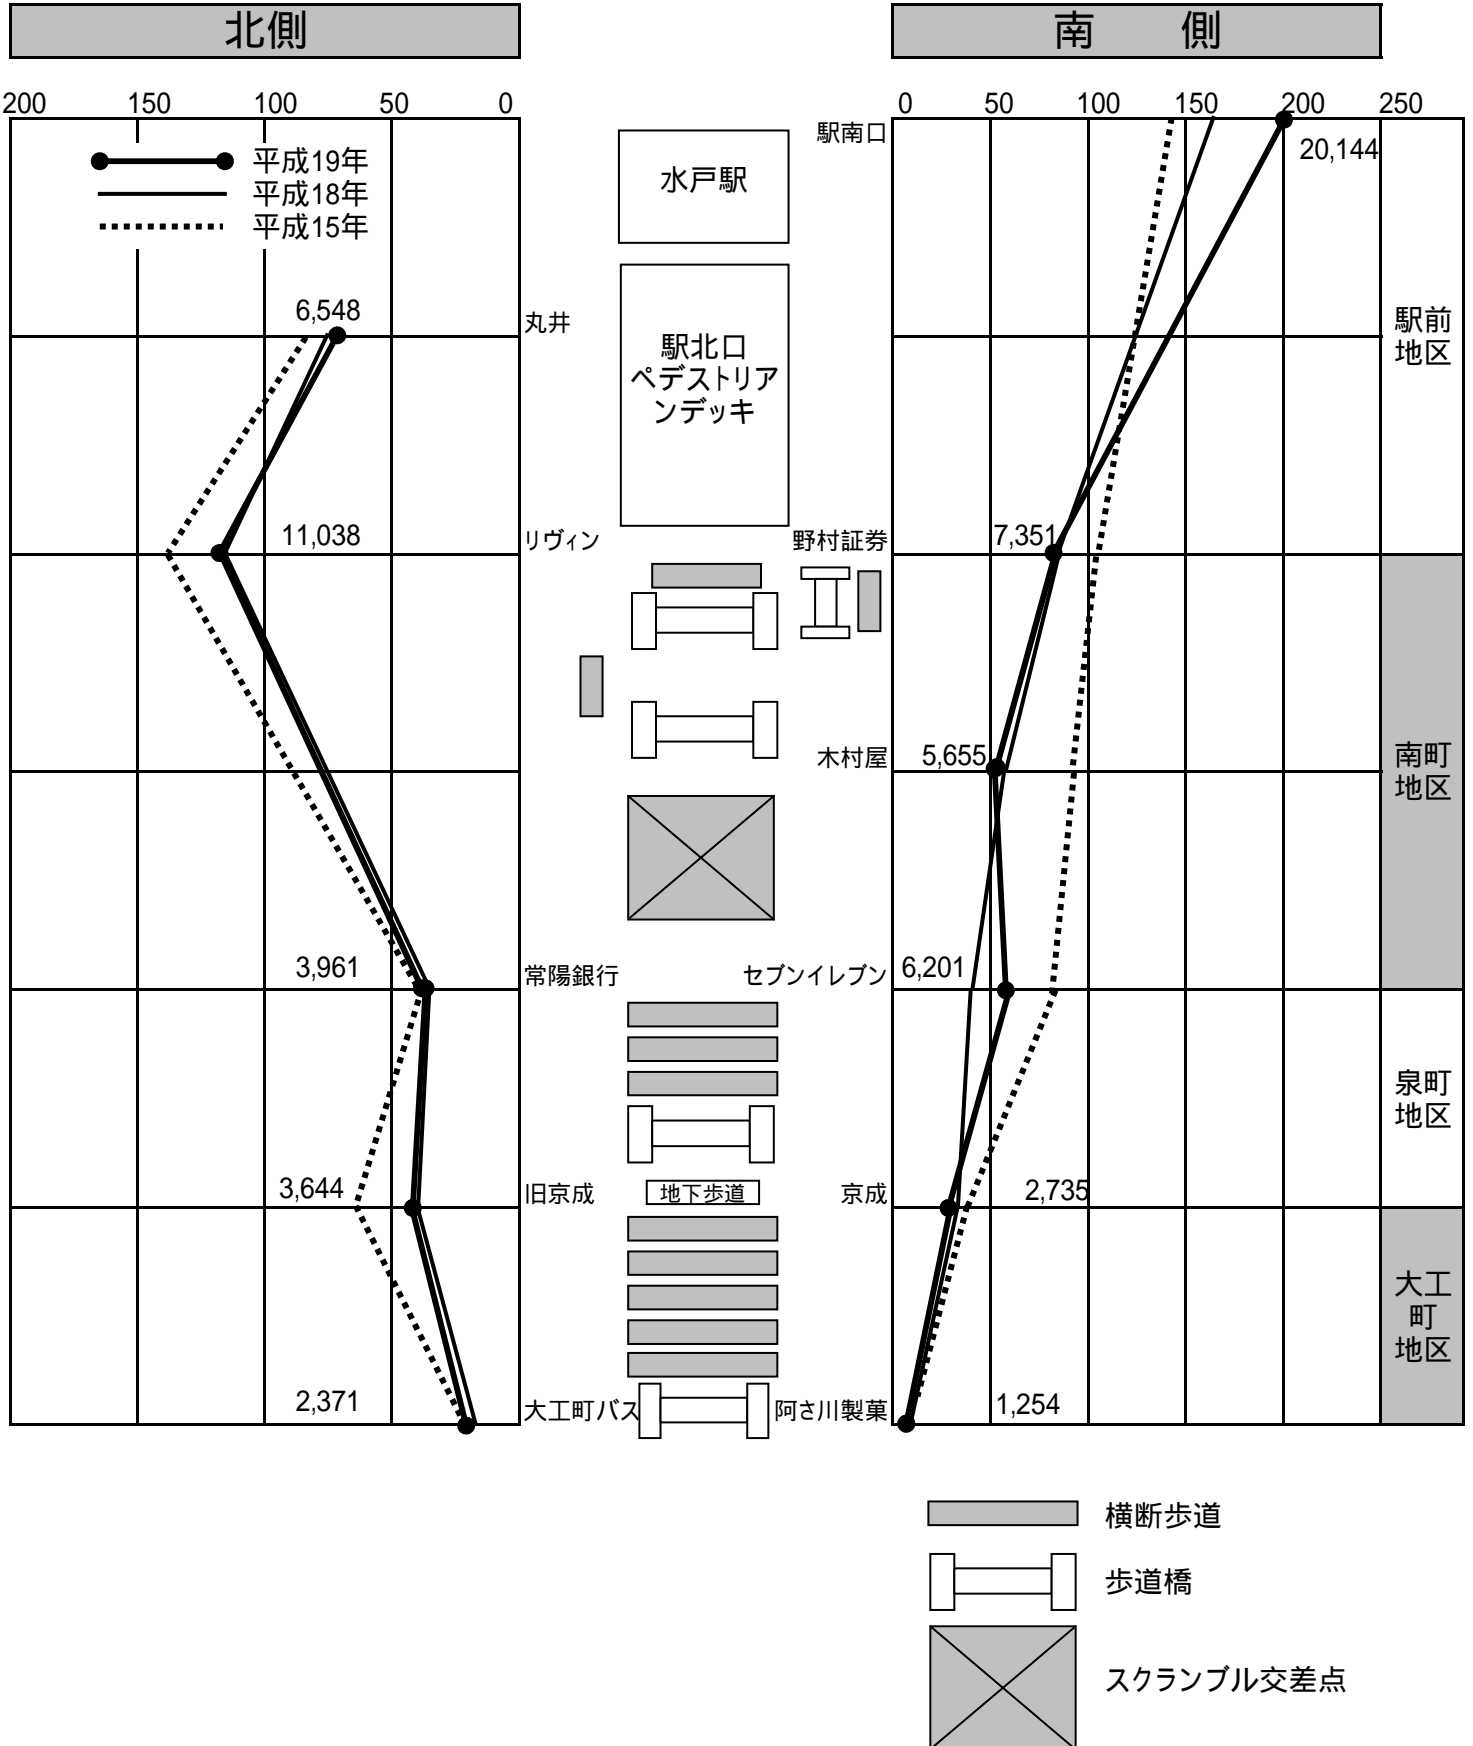 北側
南 側
200 150 100 50 0
0 50 100 150 200 250
平成19年
平成18年
平成15年
水戸駅
駅南口
20,144
6,548
丸井
駅北口
ペデストリア
ンデッキ
駅前
地区
11,038
リヴィン
野村証券
7,351
木村屋
5,655
南町
地区
3,961
常陽銀行
セブンイレブン
6,201
泉町
地区
3,644
旧京成
地下歩道
京成
2,735
大工
町
地区
2,371
大工町バス
阿さ川製菓
1,254
横断歩道
歩道橋
スクランブル交差点